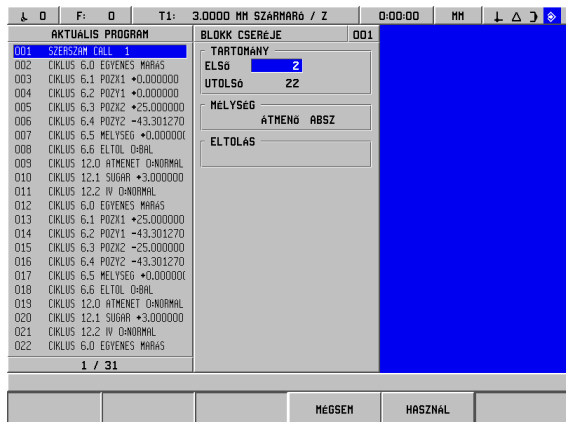 0 F: 0 T1: 3.0000 MM SZÁRMARÓ / Z 0:00:00 MM
AKTUÁLIS PROGRAM
001 SZERSZAM CALL 1
002 CIKLUS 6.0 EGYENES MARÁS
003 CIKLUS 6.1 POZX1 +0.000000
004 CIKLUS 6.2 POZY1 +0.000000
005 CIKLUS 6.3 POZX2 +25.000000
006 CIKLUS 6.4 POZY2 -43.301270
007 CIKLUS 6.5 MELYSEG +0.000000
008 CIKLUS 6.6 ELTOL 0:BAL
009 CIKLUS 12.0 ATMENET 0:NORMAL
010 CIKLUS 12.1 SUGAR +3.000000
011 CIKLUS 12.2 IV 0:NORMAL
012 CIKLUS 6.0 EGYENES MARÁS
013 CIKLUS 6.1 POZX1 +25.000000
014 CIKLUS 6.2 POZY1 -43.301270
015 CIKLUS 6.3 POZX2 -25.000000
016 CIKLUS 6.4 POZY2 -43.301270
017 CIKLUS 6.5 MELYSEG +0.000000
018 CIKLUS 6.6 ELTOL 0:BAL
019 CIKLUS 12.0 ATMENET 0:NORMAL
020 CIKLUS 12.1 SUGAR +3.000000
021 CIKLUS 12.2 IV 0:NORMAL
022 CIKLUS 6.0 EGYENES MARÁS
1 / 31
BLOKK CSERÉJE 001
TARTOMÁNY
ELSŐ 2
UTOLSÓ 22
MÉLYSÉG
ÁTMENŐ ABSZ
ELTOLÁS
MÉGSEM HASZNÁL